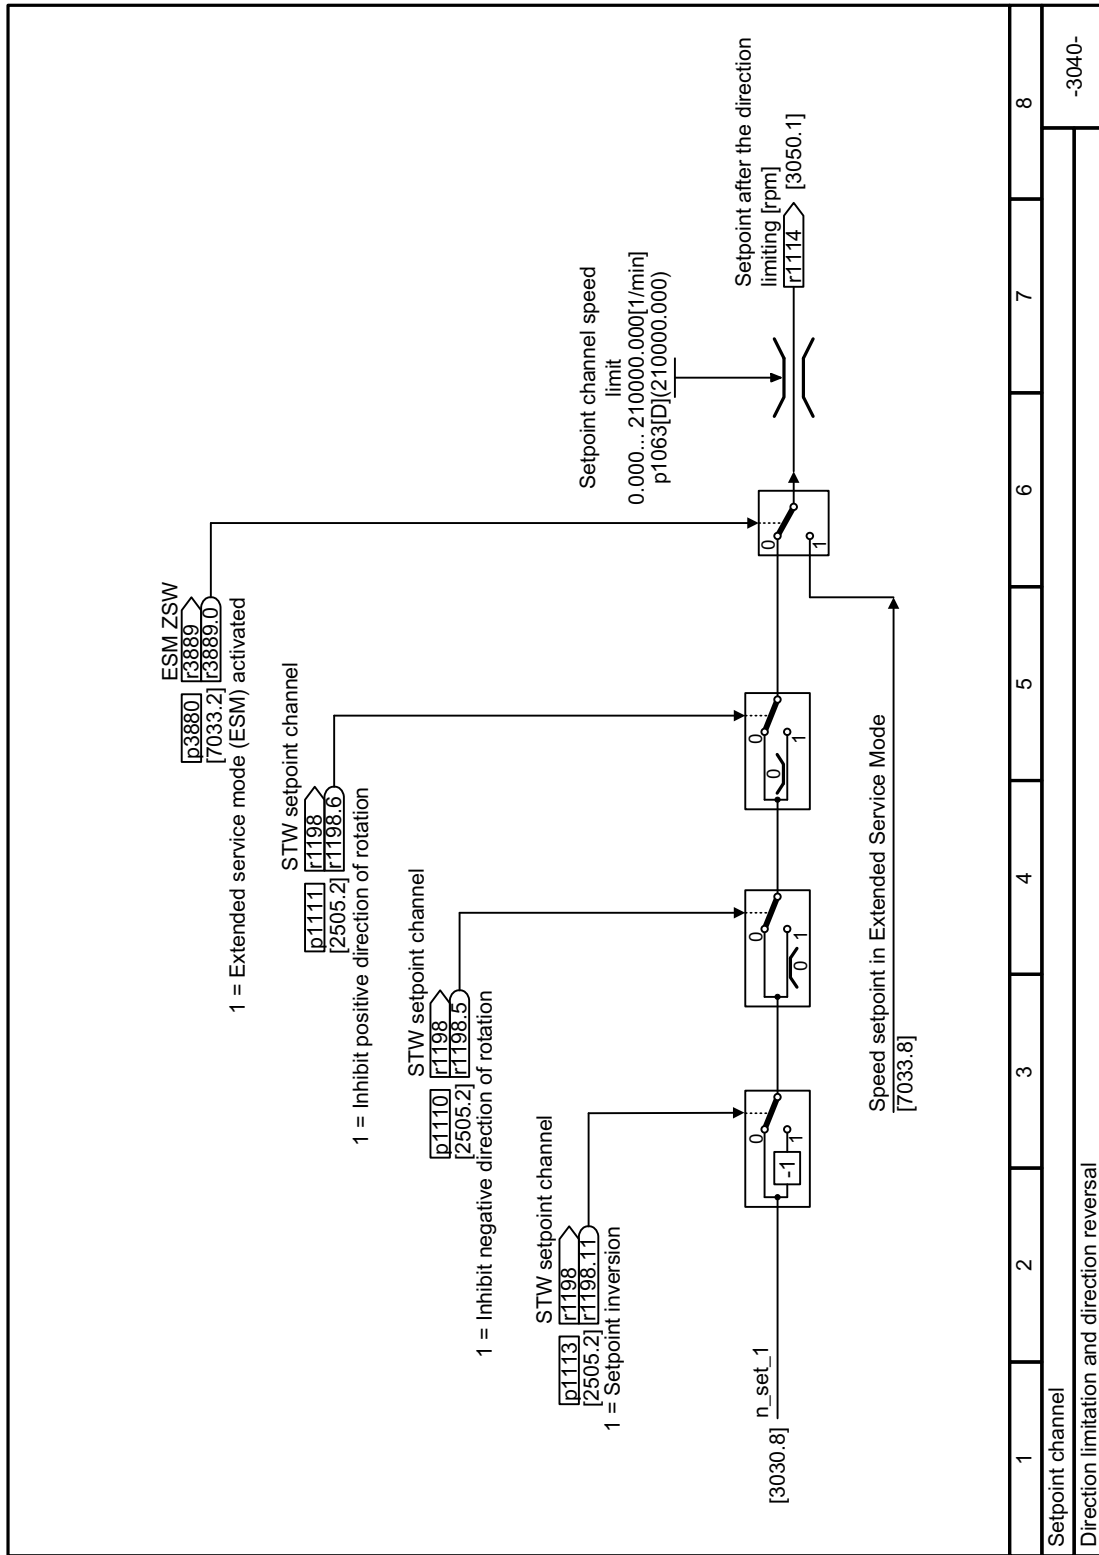 ESM ZSW
p3880 r3889
[7033.2] r3889.0
1 = Extended service mode (ESM) activated
STW setpoint channel
p1111 r1198
[2505.2] r1198.6
1 = Inhibit positive direction of rotation
STW setpoint channel
p1110 r1198
[2505.2] r1198.5
1 = Inhibit negative direction of rotation
STW setpoint channel
p1113 r1198
[2505.2] r1198.11
1 = Setpoint inversion
Setpoint channel speed
limit
0.000... 210000.000[1/min]
p1063[D](210000.000)
Setpoint after the direction
limiting [rpm]
r1114 [3050.1]
[3030.8] n_set_1
0
-1 1
0
0 1
0
0
1
0
1
Speed setpoint in Extended Service Mode
[7033.8]
1 2 3 4 5 6 7 8
Setpoint channel
Direction limitation and direction reversal
-3040-